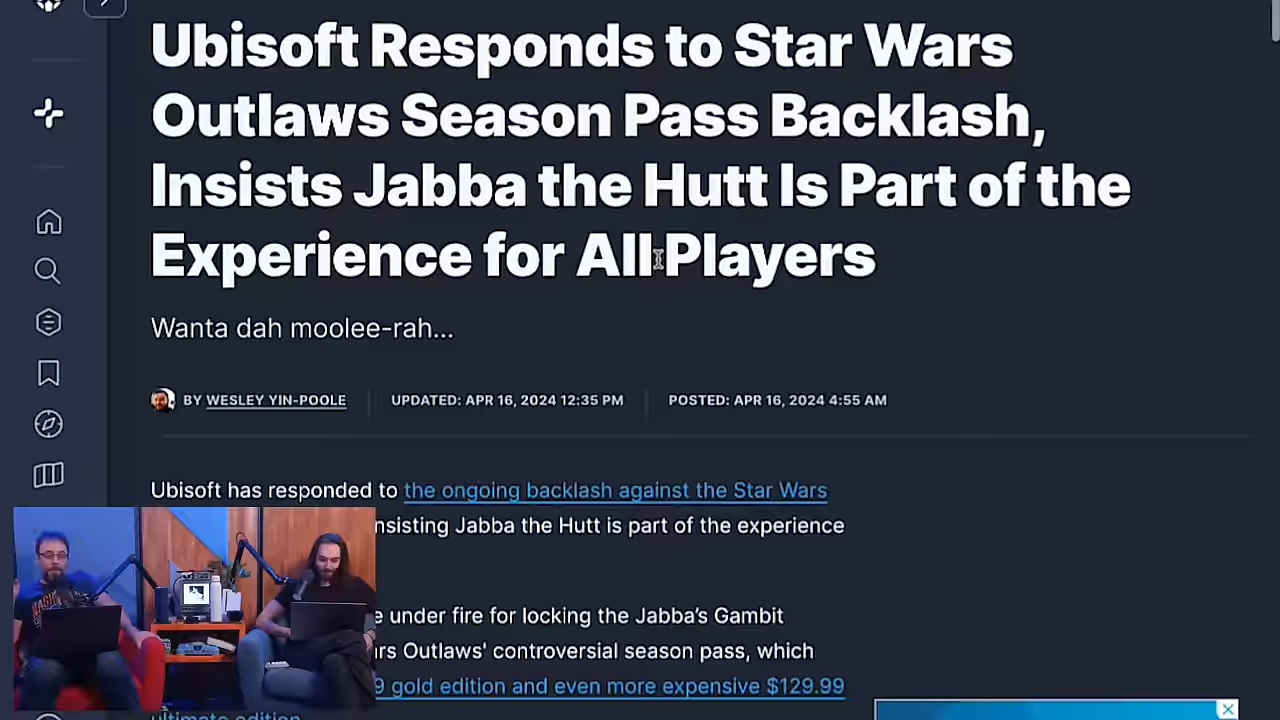 Ubisoft Responds to Star Wars
Outlaws Season Pass Backlash,
Insists Jabba the Hutt Is Part of the
Experience for All Players
Wanta dah moolee-rah...
BY WESLEY YIN-POOLE
UPDATED: APR 16, 2024 12:35 PM
POSTED: APR 16, 2024 4:55 AM
Ubisoft has responded to the ongoing backlash against the Star Wars
nsisting Jabba the Hutt is part of the experience
e under fire for locking the Jabba's Gambit
rs Outlaws' controversial season pass, which
9 gold edition and even more expensive $129.99
ultimate edition